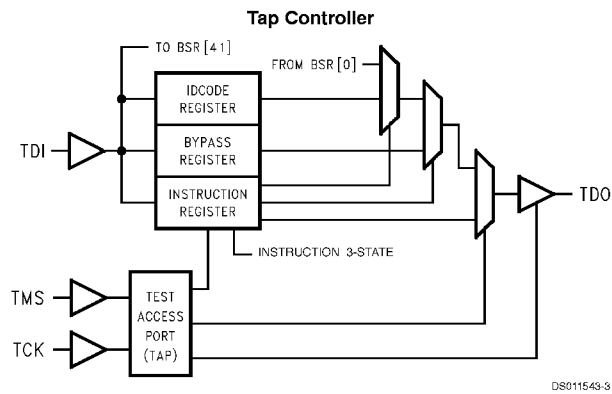 Tap Controller
TO BSR [41]
FROM BSR [0]
IDCODE
REGISTER
TDI
BYPASS
REGISTER
INSTRUCTION
REGISTER
TDO
INSTRUCTION 3-STATE
TMS
TCK
TEST
ACCESS
PORT
(TAP)
DS011543-3